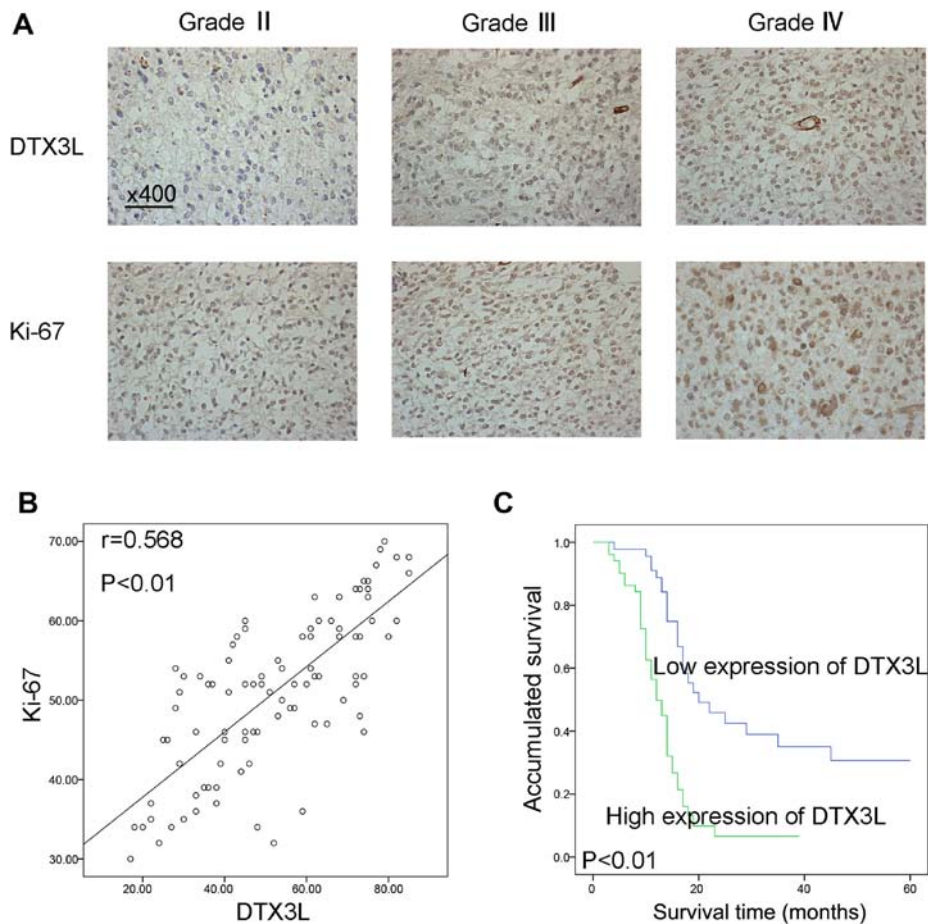 A
Grade Ⅱ
Grade Ⅲ
Grade Ⅳ
DTX3L
x400
Ki-67
B
r=0.568
P<0.01
70.00
60.00
50.00
40.00
30.00
Ki-67
20.00
40.00
60.00
80.00
DTX3L
C
1.0
0.8
0.6
0.4
0.2
0.0
Accumulated survival
Low expression of DTX3L
High expression of DTX3L
P<0.01
0
20
40
60
Survival time (months)